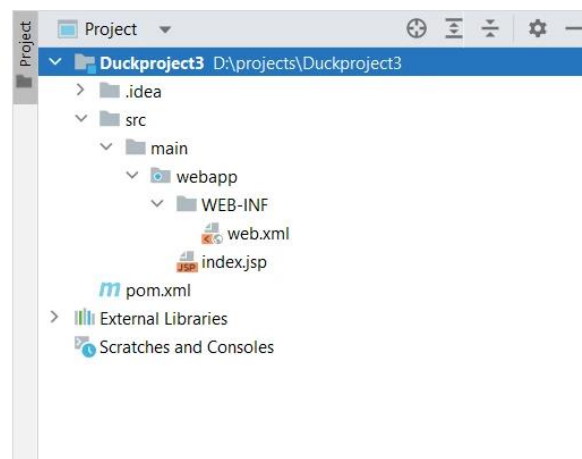 Project
Project
Duckproject3 D:\projects\Duckproject3
.idea
src
main
webapp
WEB-INF
web.xml
JSP index.jsp
m pom.xml
External Libraries
Scratches and Consoles